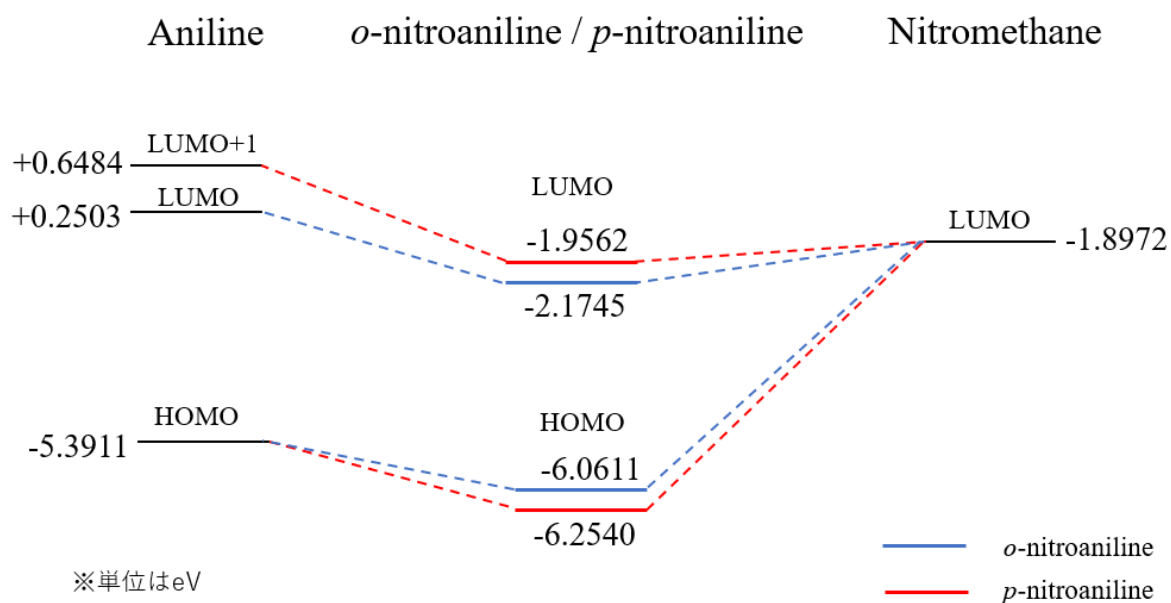 Aniline
o-nitroaniline / p-nitroaniline
Nitromethane
LUMO+1
+0.6484
LUMO
+0.2503
LUMO
-1.9562
-2.1745
LUMO
-1.8972
HOMO
-5.3911
HOMO
-6.0611
-6.2540
o-nitroaniline
p-nitroaniline
※単位はeV